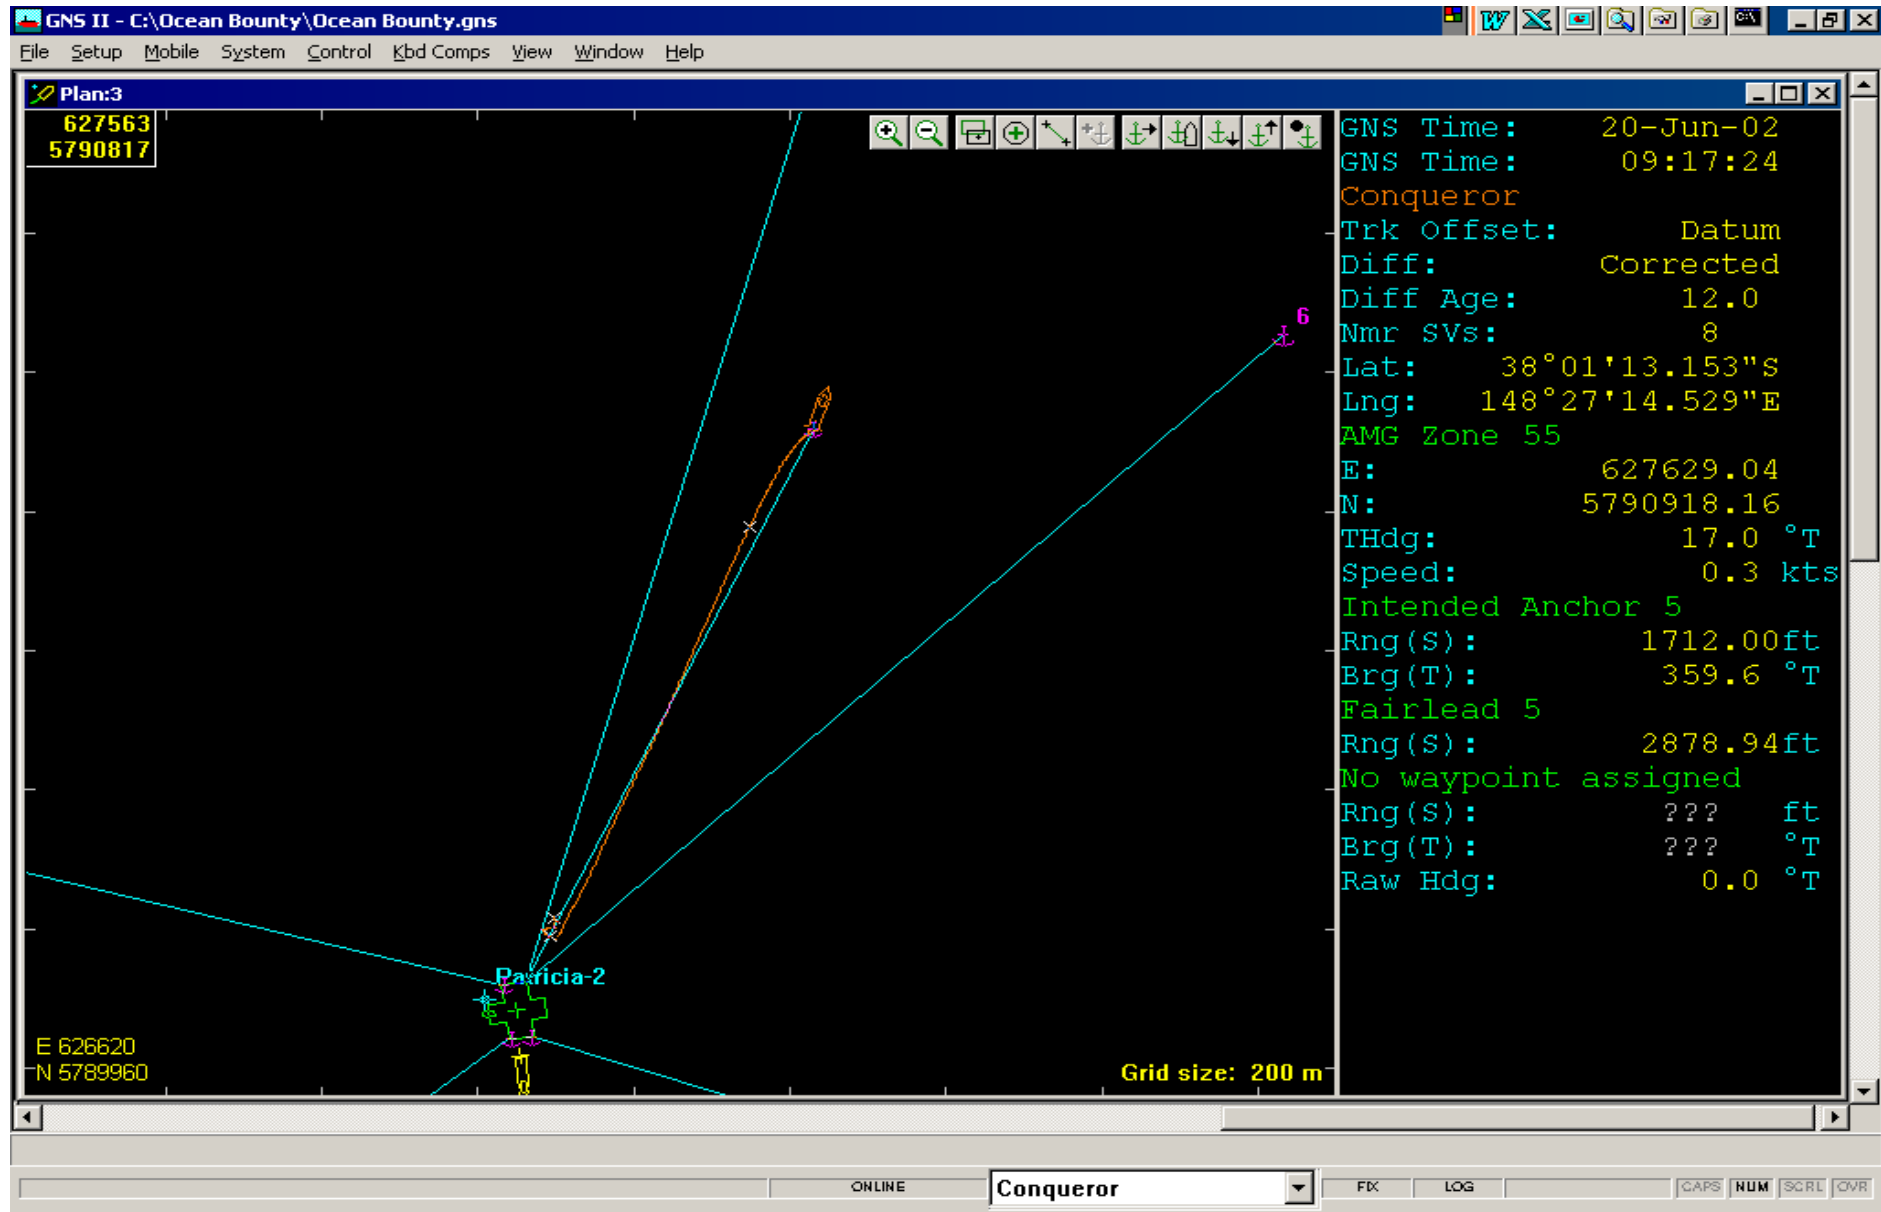 GNS II - C:\Ocean Bounty\Ocean Bounty.gns
File Setup Mobile System Control Kbd Comps View Window Help
Plan:3
627563
5790817
6
Patricia-2
E 626620
N 5789960
Grid size: 200 m
GNS Time: 20-Jun-02
GNS Time: 09:17:24
Conqueror
Trk Offset: Datum
Diff: Corrected
Diff Age: 12.0
Nmr SVs: 8
Lat: 38°01'13.153"S
Lng: 148°27'14.529"E
AMG Zone 55
E: 627629.04
N: 5790918.16
THdg: 17.0 °T
Speed: 0.3 kts
Intended Anchor 5
Rng(S): 1712.00ft
Brg(T): 359.6 °T
Fairlead 5
Rng(S): 2878.94ft
No waypoint assigned
Rng(S): ??? ft
Brg(T): ??? °T
Raw Hdg: 0.0 °T
ONLINE Conqueror FIX LOG CAPS NUM SCRL OVR